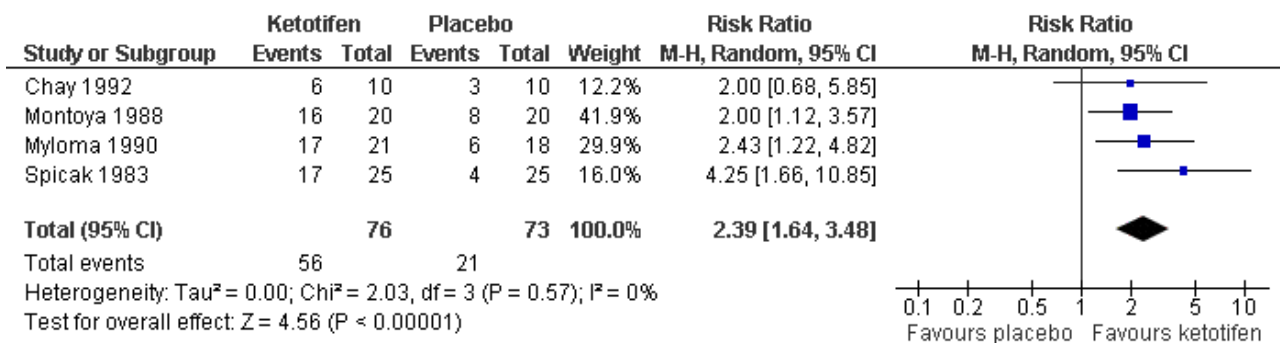 Ketotifen Placebo Risk Ratio Risk Ratio
Study or Subgroup Events Total Events Total Weight M-H, Random, 95% CI M-H, Random, 95% CI
Chay 1992 6 10 3 10 12.2% 2.00 [0.68, 5.85]
Montoya 1988 16 20 8 20 41.9% 2.00 [1.12, 3.57]
Myloma 1990 17 21 6 18 29.9% 2.43 [1.22, 4.82]
Spicak 1983 17 25 4 25 16.0% 4.25 [1.66, 10.85]
Total (95% CI) 76 73 100.0% 2.39 [1.64, 3.48]
Total events 56 21
Heterogeneity: Tau² = 0.00; Chi² = 2.03, df = 3 (P = 0.57); I² = 0%
Test for overall effect: Z = 4.56 (P < 0.00001)
0.1 0.2 0.5 1 2 5 10
Favours placebo Favours ketotifen